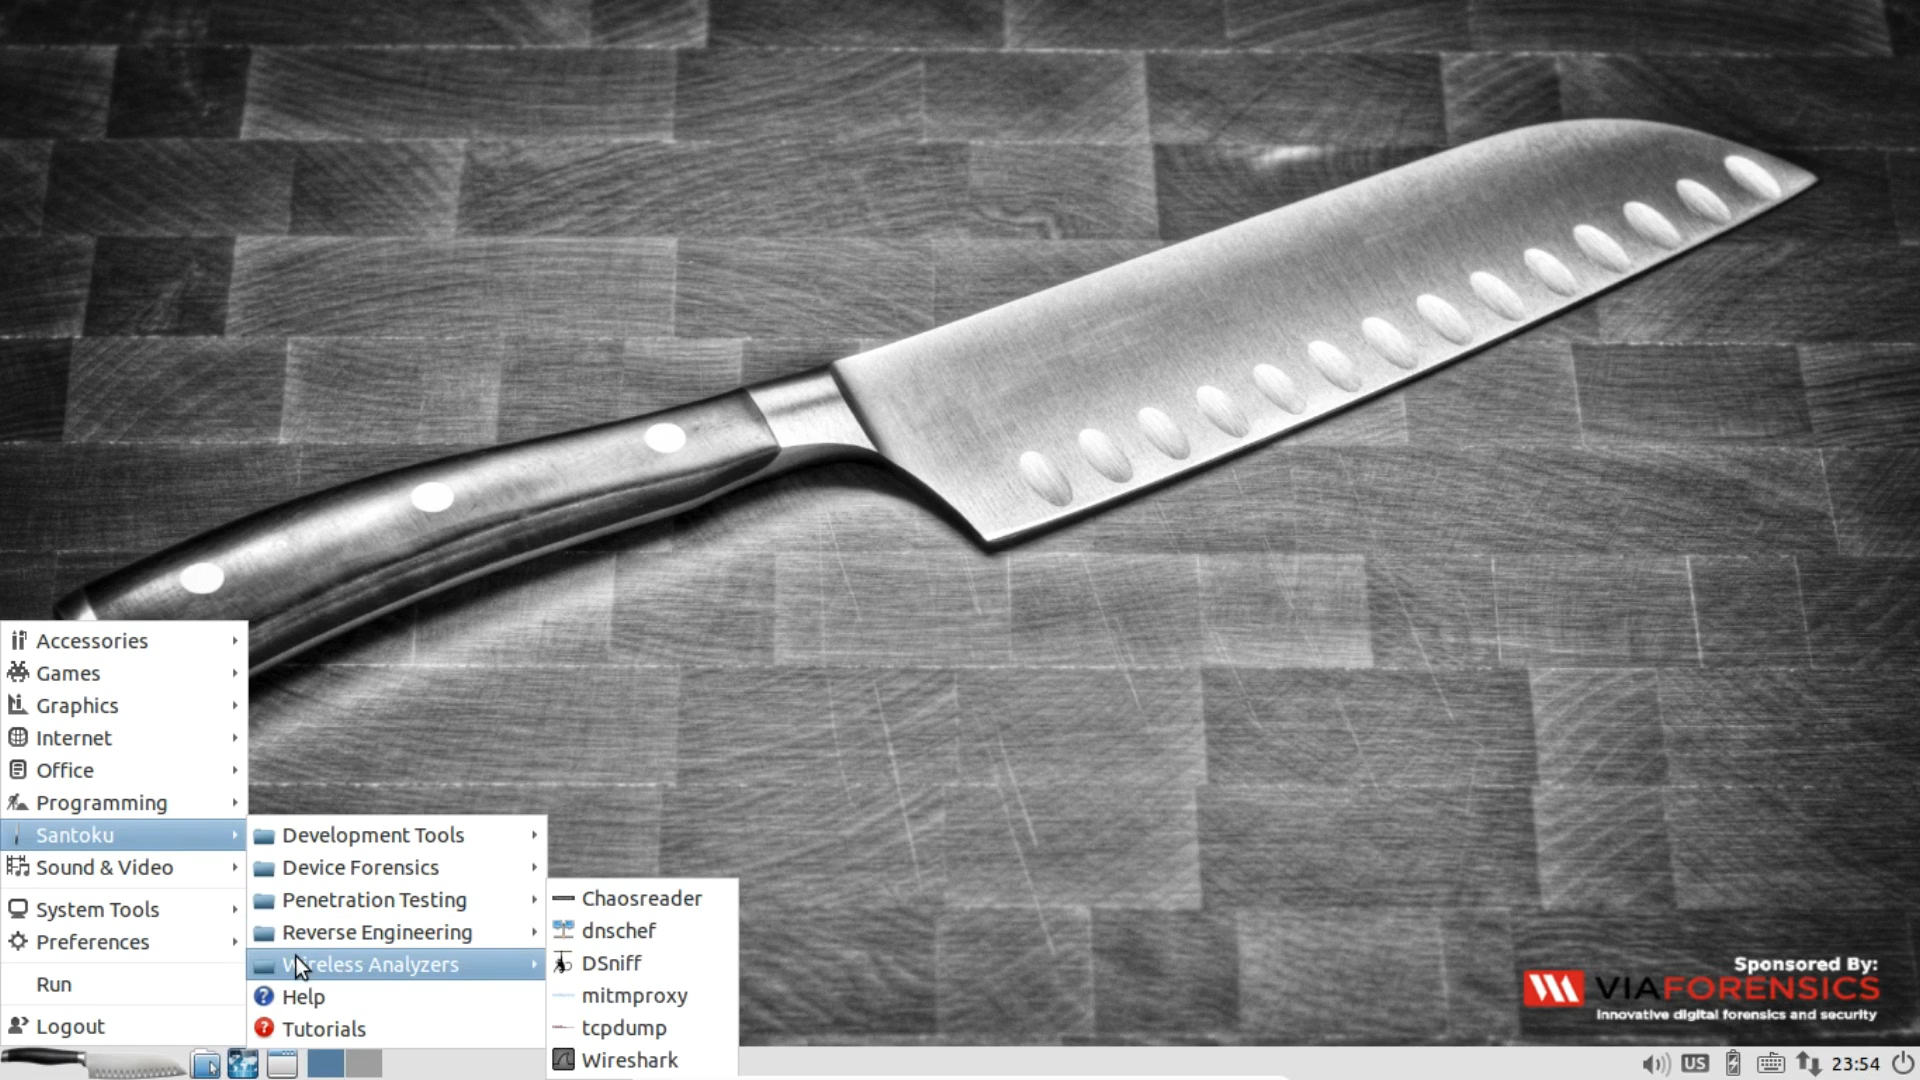 Accessories
Games
Graphics
Internet
Office
Programming
Santoku
Sound & Video
System Tools
Preferences
Run
Logout
Development Tools
Device Forensics
Penetration Testing
Reverse Engineering
Wireless Analyzers
Help
Tutorials
Chaosreader
dnschef
DSniff
mitmproxy
tcpdump
Wireshark
Sponsored By:
VIAFORENSICS
innovative digital forensics and security
US
23:54